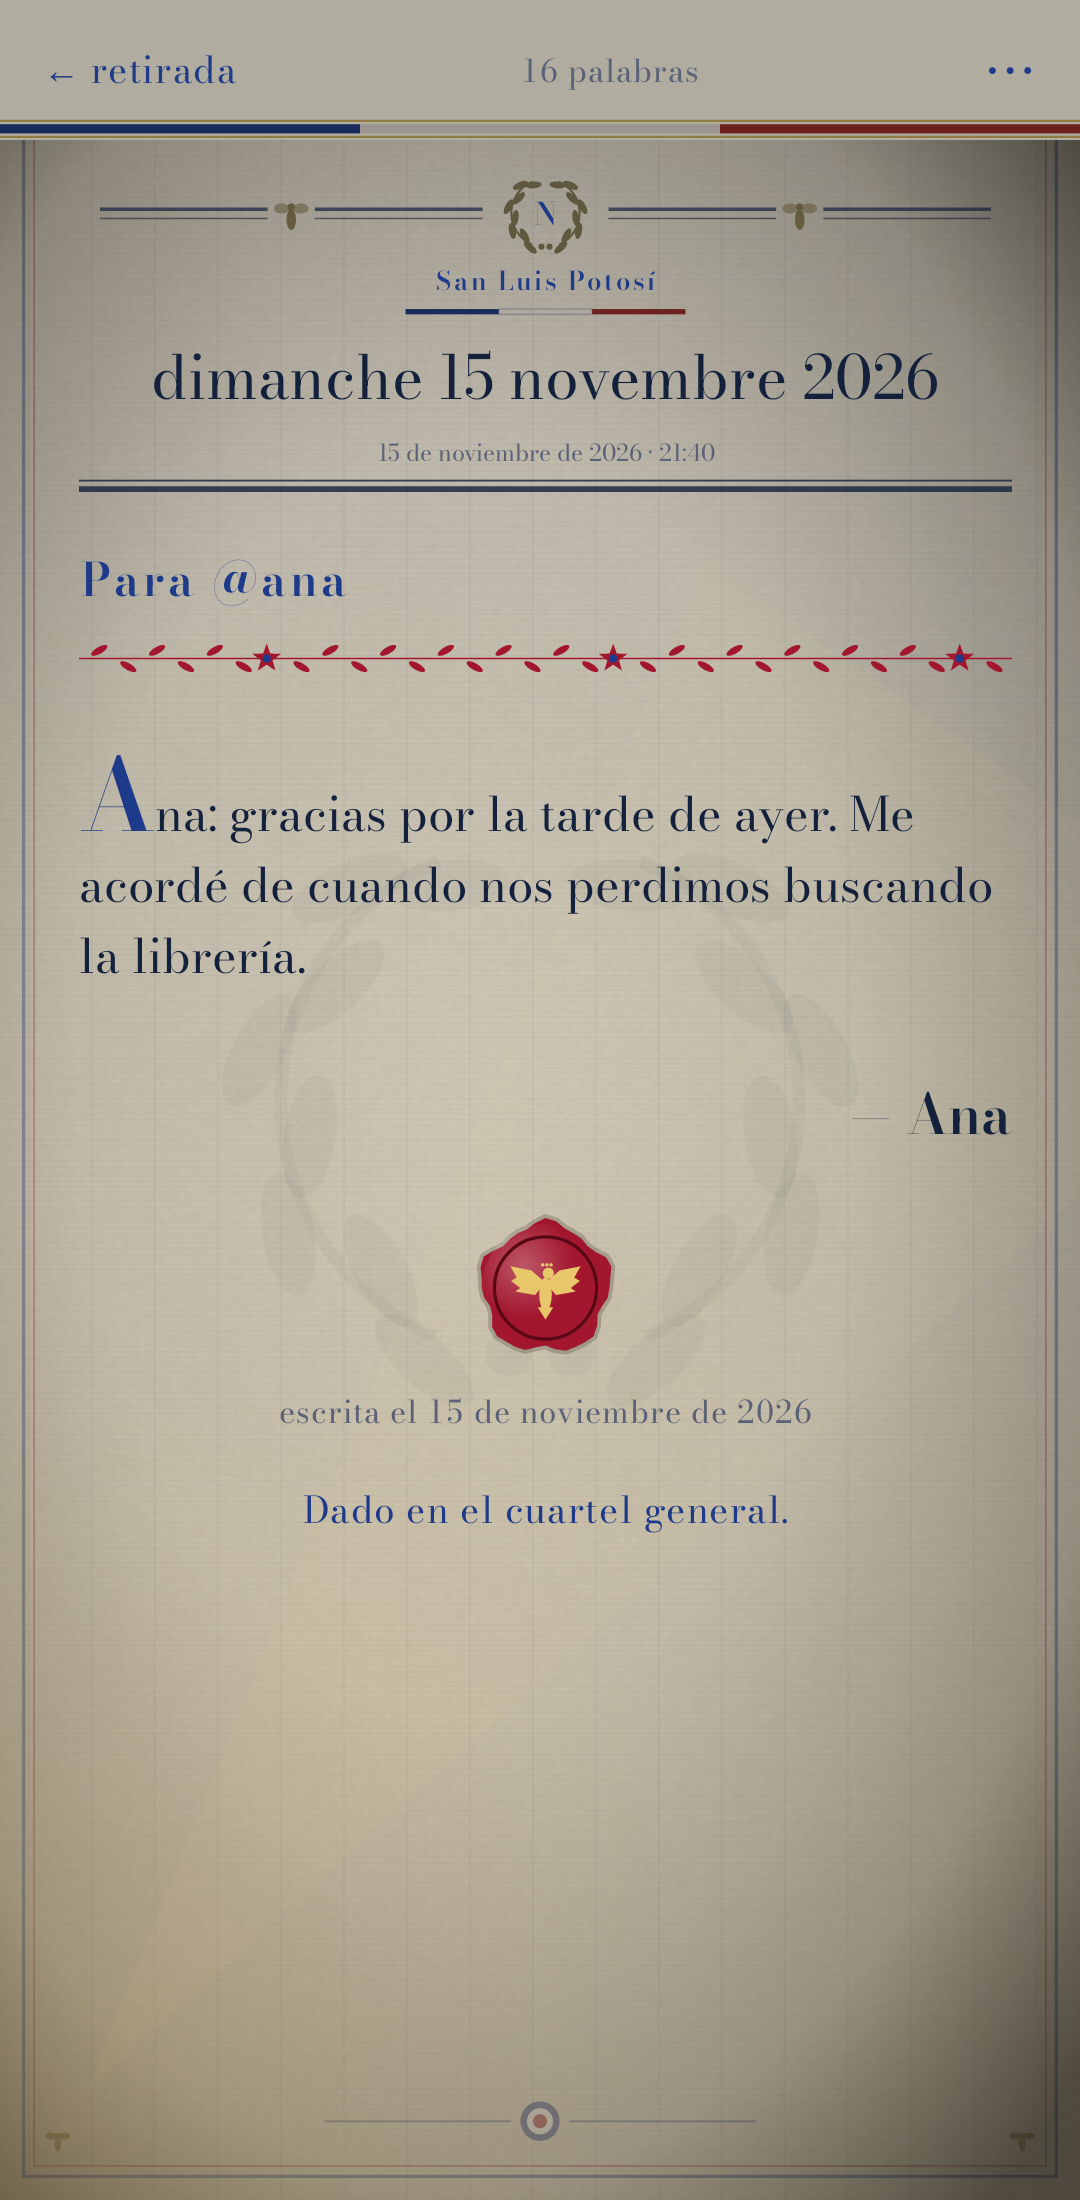 ← retirada
16 palabras
...
N
San Luis Potosí
dimanche 15 novembre 2026
15 de noviembre de 2026 · 21:40
Para @ana
Ana: gracias por la tarde de ayer. Me
acordé de cuando nos perdimos buscando
la librería.
— Ana
escrita el 15 de noviembre de 2026
Dado en el cuartel general.